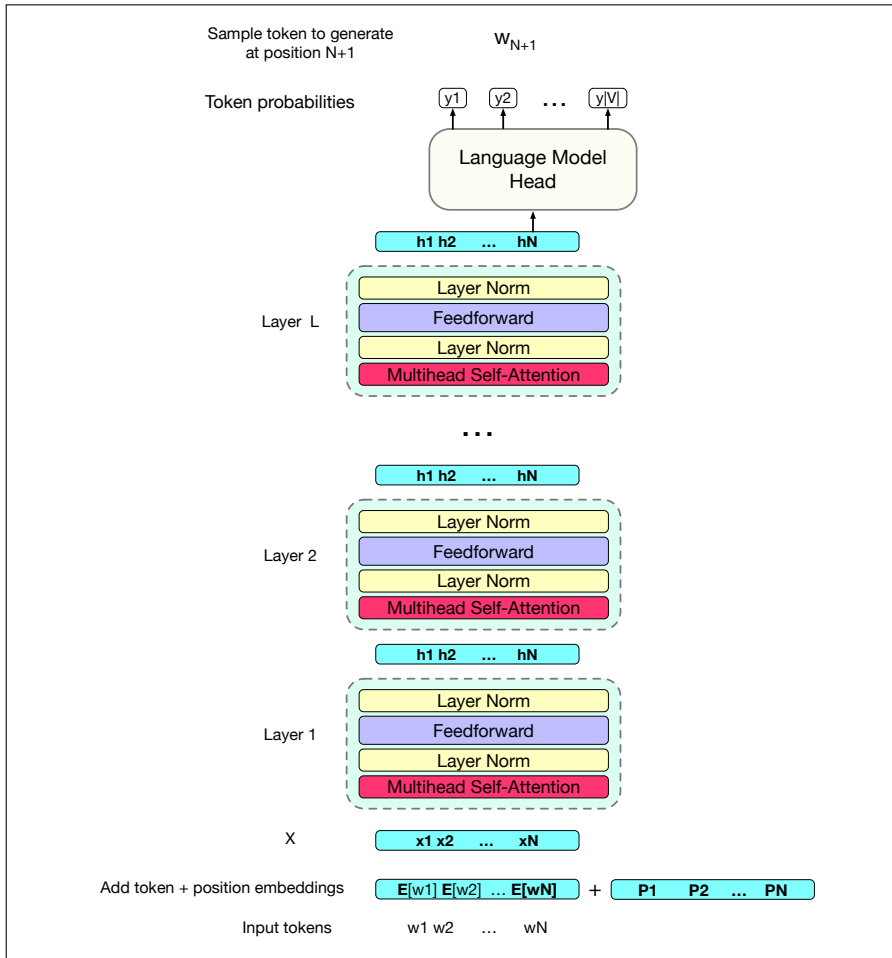 Sample token to generate
at position N+1
w_{N+1}
Token probabilities
y1 y2 ... y|V|
Language Model
Head
h1 h2 ... hN
Layer L
Layer Norm
Feedforward
Layer Norm
Multihead Self-Attention
...
h1 h2 ... hN
Layer 2
Layer Norm
Feedforward
Layer Norm
Multihead Self-Attention
h1 h2 ... hN
Layer 1
Layer Norm
Feedforward
Layer Norm
Multihead Self-Attention
X x1 x2 ... xN
Add token + position embeddings E[w1] E[w2] ... E[wN] + P1 P2 ... PN
Input tokens w1 w2 ... wN